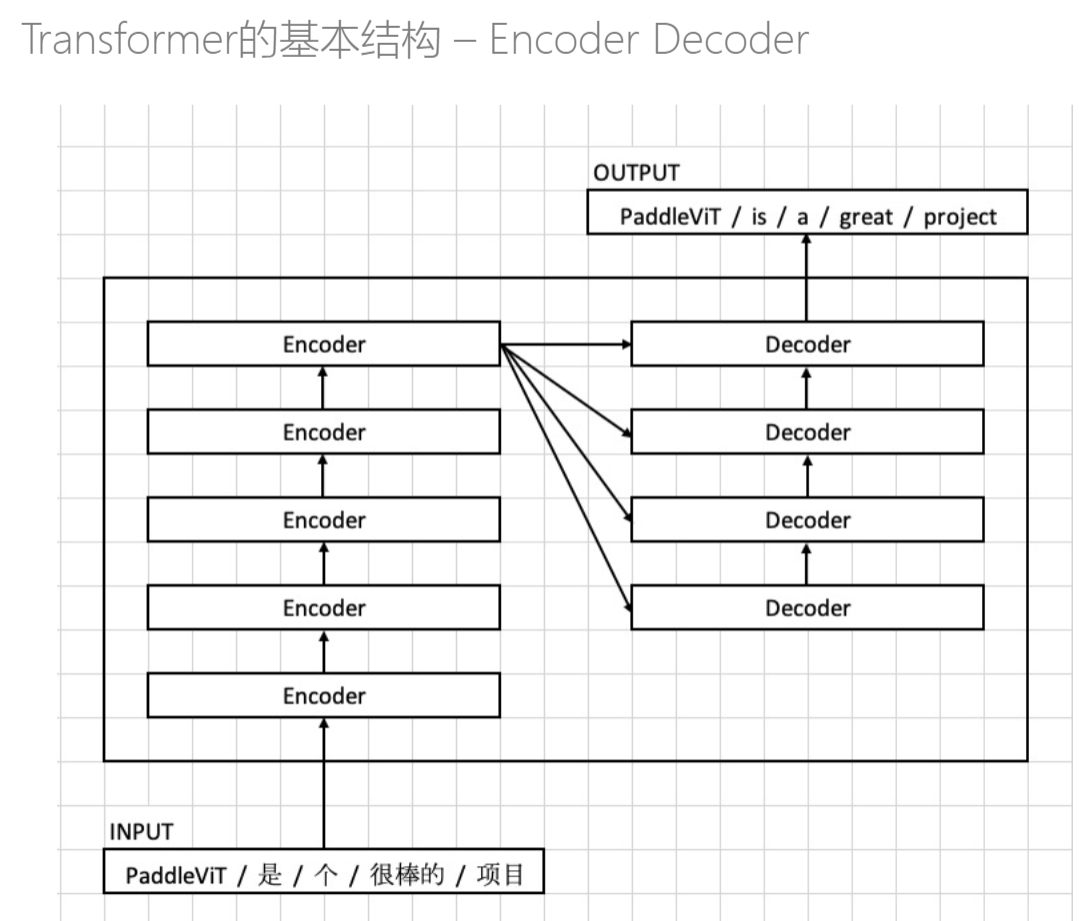 Transformer的基本结构 – Encoder Decoder
OUTPUT
PaddleViT / is / a / great / project
Encoder
Decoder
Encoder
Decoder
Encoder
Decoder
Encoder
Decoder
Encoder
INPUT
PaddleViT / 是 / 个 / 很棒的 / 项目